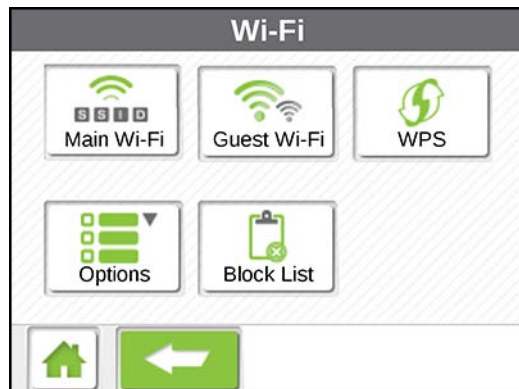 Wi-Fi
SSID
Main Wi-Fi
Guest Wi-Fi
WPS
Options
Block List